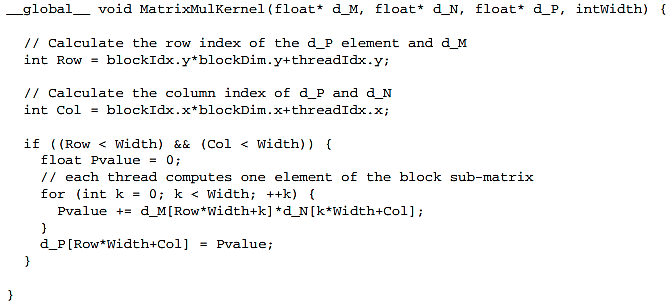 __global__ void MatrixMulKernel(float* d_M, float* d_N, float* d_P, intWidth) {
// Calculate the row index of the d_P element and d_M
int Row = blockIdx.y*blockDim.y+threadIdx.y;
// Calculate the column index of d_P and d_N
int Col = blockIdx.x*blockDim.x+threadIdx.x;
if ((Row < Width) && (Col < Width)) {
float Pvalue = 0;
// each thread computes one element of the block sub-matrix
for (int k = 0; k < Width; ++k) {
Pvalue += d_M[Row*Width+k]*d_N[k*Width+Col];
}
d_P[Row*Width+Col] = Pvalue;
}
}